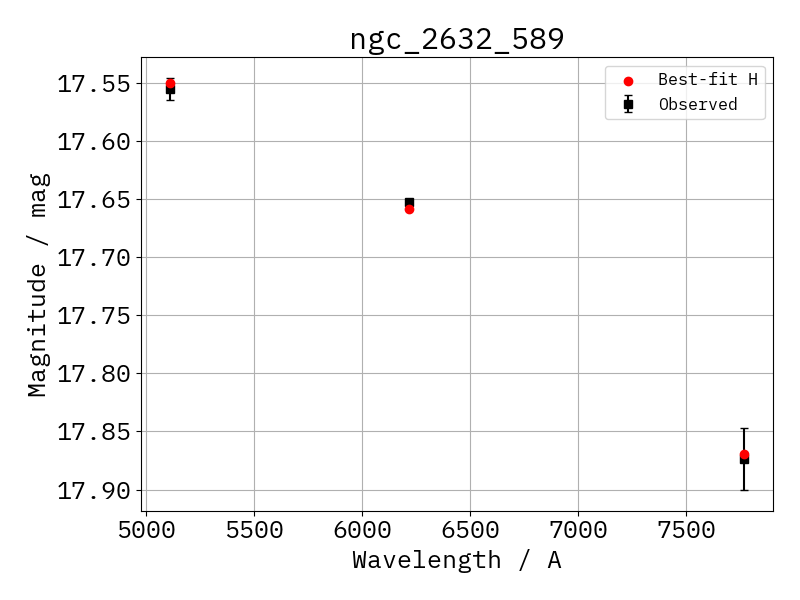 ngc_2632_589
Best-fit H
Observed
Magnitude / mag
17.55
17.60
17.65
17.70
17.75
17.80
17.85
17.90
5000 5500 6000 6500 7000 7500
Wavelength / A